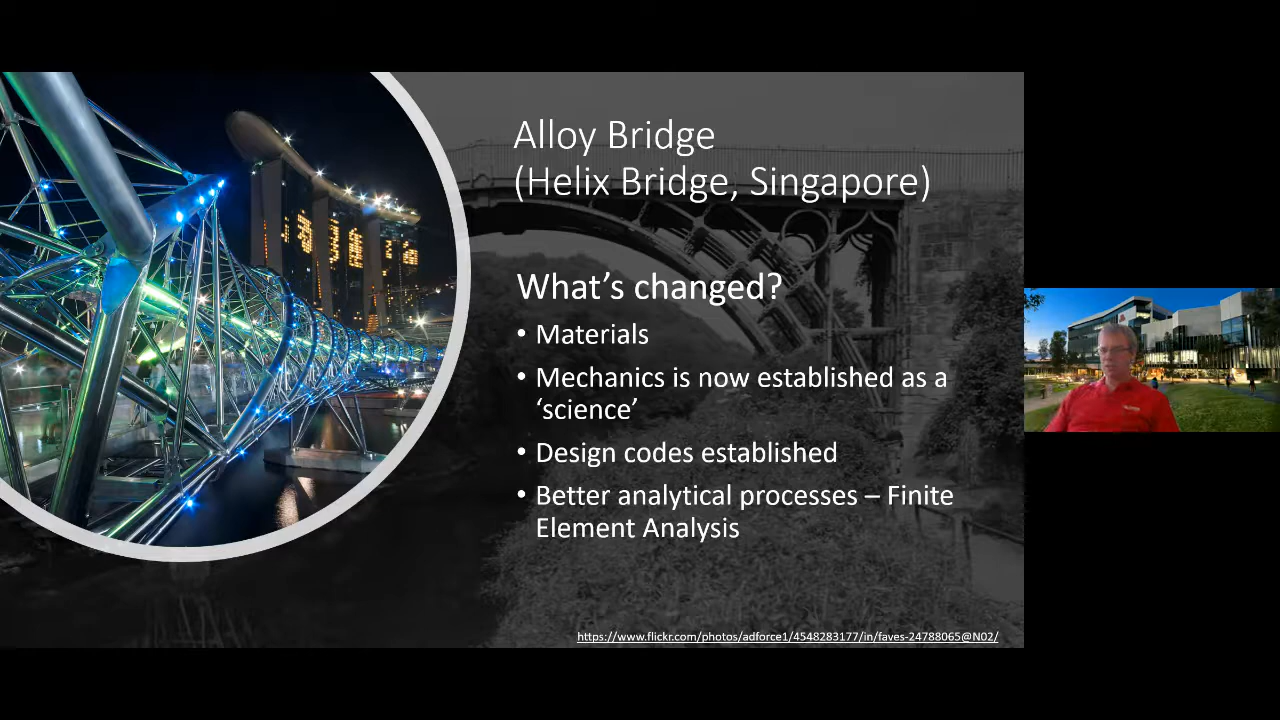 Alloy Bridge
(Helix Bridge, Singapore)
What’s changed?
• Materials
• Mechanics is now established as a
‘science’
• Design codes established
• Better analytical processes – Finite
Element Analysis
https://www.flickr.com/photos/adforce1/4548283177/in/faves-24788065@N02/